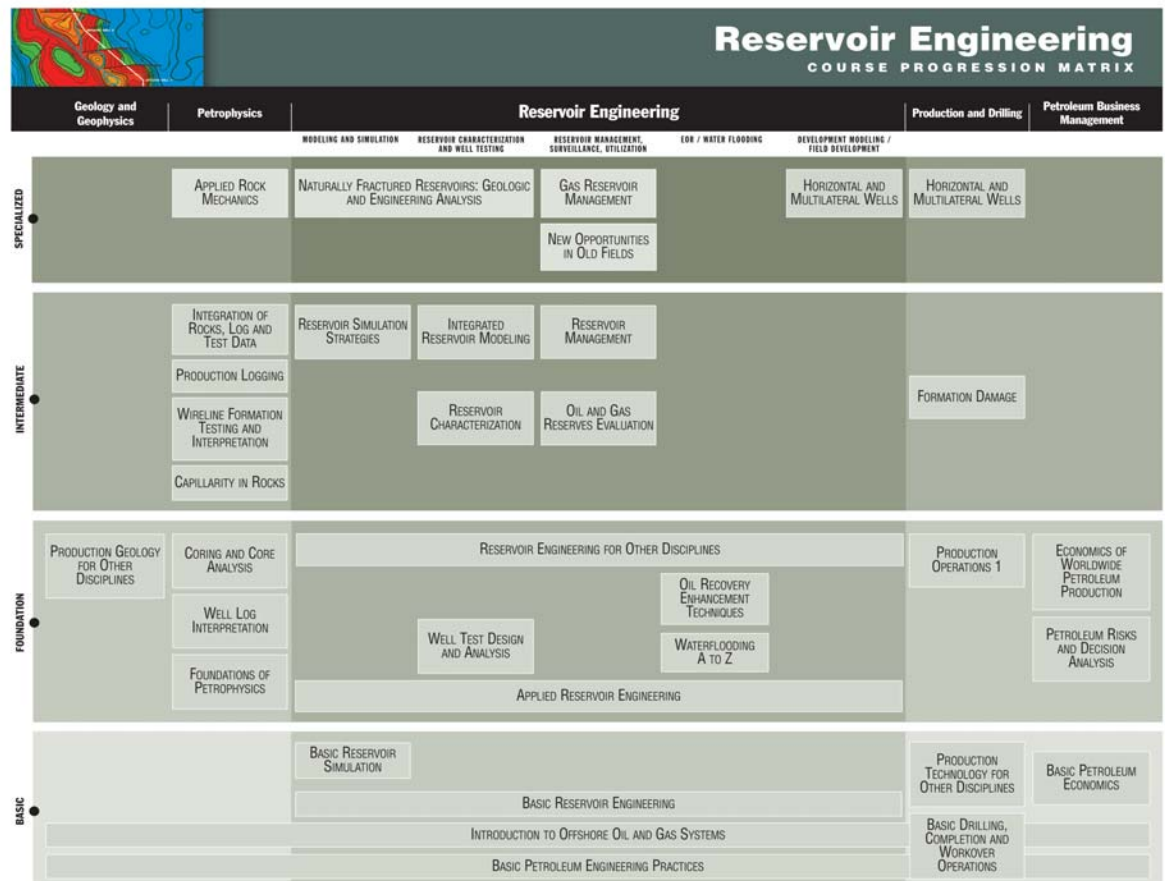 Reservoir Engineering
COURSE PROGRESSION MATRIX
Geology and
Geophysics
Petrophysics
Reservoir Engineering
Production and Drilling
Petroleum Business
Management
MODELING AND SIMULATION
RESERVOIR CHARACTERIZATION
AND WELL TESTING
RESERVOIR MANAGEMENT,
SURVEILLANCE, UTILIZATION
EOR / WATER FLOODING
DEVELOPMENT MODELING /
FIELD DEVELOPMENT
SPECIALIZED
APPLIED ROCK
MECHANICS
NATURALLY FRACTURED RESERVOIRS: GEOLOGIC
AND ENGINEERING ANALYSIS
GAS RESERVOIR
MANAGEMENT
NEW OPPORTUNITIES
IN OLD FIELDS
HORIZONTAL AND
MULTILATERAL WELLS
HORIZONTAL AND
MULTILATERAL WELLS
INTERMEDIATE
INTEGRATION OF
ROCKS, LOG AND
TEST DATA
PRODUCTION LOGGING
WIRELINE FORMATION
TESTING AND
INTERPRETATION
CAPILLARITY IN ROCKS
RESERVOIR SIMULATION
STRATEGIES
INTEGRATED
RESERVOIR MODELING
RESERVOIR
MANAGEMENT
RESERVOIR
CHARACTERIZATION
OIL AND GAS
RESERVES EVALUATION
FORMATION DAMAGE
FOUNDATION
PRODUCTION GEOLOGY
FOR OTHER
DISCIPLINES
CORING AND CORE
ANALYSIS
WELL LOG
INTERPRETATION
FOUNDATIONS OF
PETROPHYSICS
RESERVOIR ENGINEERING FOR OTHER DISCIPLINES
WELL TEST DESIGN
AND ANALYSIS
OIL RECOVERY
ENHANCEMENT
TECHNIQUES
WATERFLOODING
A TO Z
APPLIED RESERVOIR ENGINEERING
PRODUCTION
OPERATIONS 1
ECONOMICS OF
WORLDWIDE
PETROLEUM
PRODUCTION
PETROLEUM RISKS
AND DECISION
ANALYSIS
BASIC
BASIC RESERVOIR
SIMULATION
BASIC RESERVOIR ENGINEERING
INTRODUCTION TO OFFSHORE OIL AND GAS SYSTEMS
BASIC PETROLEUM ENGINEERING PRACTICES
PRODUCTION
TECHNOLOGY FOR
OTHER DISCIPLINES
BASIC DRILLING,
COMPLETION AND
WORKOVER
OPERATIONS
BASIC PETROLEUM
ECONOMICS